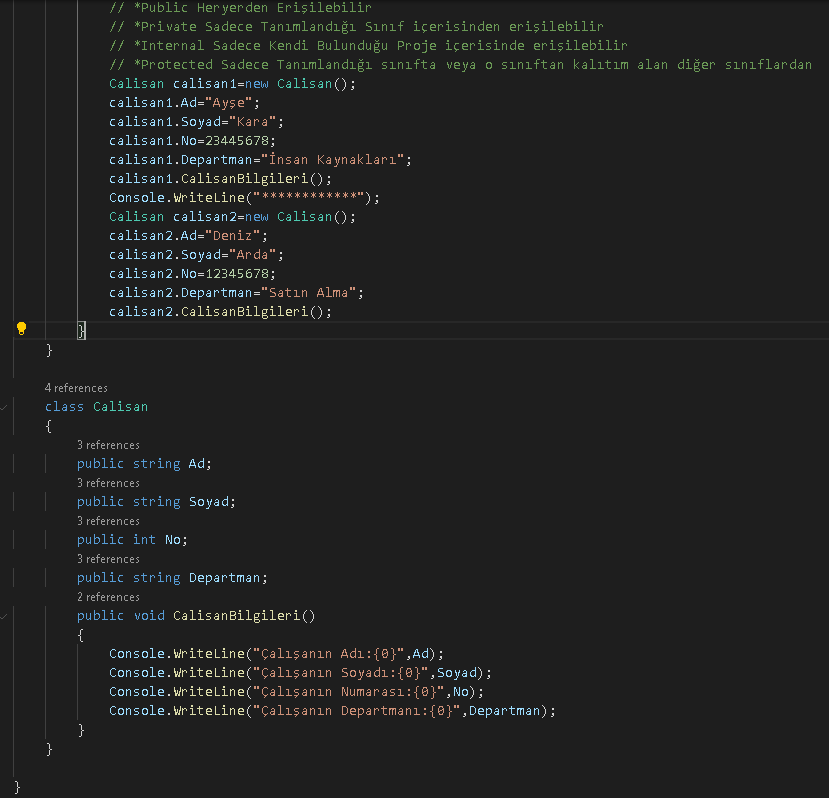 // *Public Heryerden Erişilebilir
// *Private Sadece Tanımlandığı Sınıf içerisinden erişilebilir
// *Internal Sadece Kendi Bulunduğu Proje içerisinde erişilebilir
// *Protected Sadece Tanımlandığı sınıfta veya o sınıftan kalıtım alan diğer sınıflardan
Calisan calisan1=new Calisan();
calisan1.Ad="Ayşe";
calisan1.Soyad="Kara";
calisan1.No=23445678;
calisan1.Departman="İnsan Kaynakları";
calisan1.CalisanBilgileri();
Console.WriteLine("************");
Calisan calisan2=new Calisan();
calisan2.Ad="Deniz";
calisan2.Soyad="Arda";
calisan2.No=12345678;
calisan2.Departman="Satın Alma";
calisan2.CalisanBilgileri();
}
}
4 references
class Calisan
{
3 references
public string Ad;
3 references
public string Soyad;
3 references
public int No;
3 references
public string Departman;
2 references
public void CalisanBilgileri()
{
Console.WriteLine("Çalışanın Adı:{0}",Ad);
Console.WriteLine("Çalışanın Soyadı:{0}",Soyad);
Console.WriteLine("Çalışanın Numarası:{0}",No);
Console.WriteLine("Çalışanın Departmanı:{0}",Departman);
}
}
}